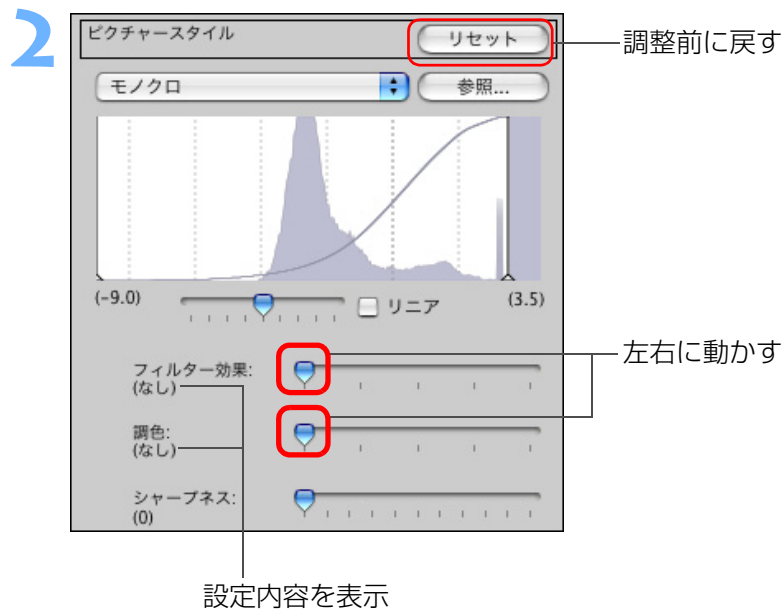 2
ピクチャースタイル
リセット
調整前に戻す
モノクロ
参照...
(−9.0)
リニア
(3.5)
左右に動かす
フィルター効果:
(なし)
調色:
(なし)
シャープネス:
(0)
設定内容を表示